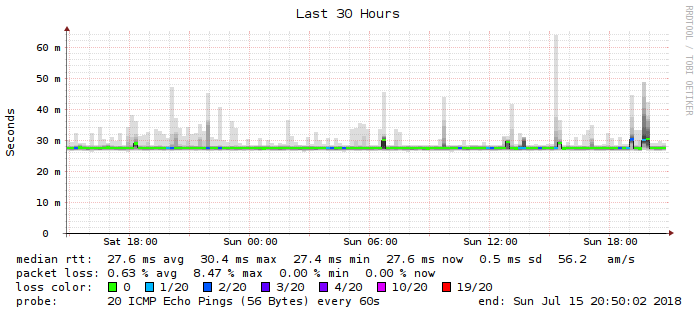 Last 30 Hours
RRDTOOL / TOBI OETIKER
Seconds
60 m
50 m
40 m
30 m
20 m
10 m
0
Sat 18:00 Sun 00:00 Sun 06:00 Sun 12:00 Sun 18:00
median rtt: 27.6 ms avg 30.4 ms max 27.4 ms min 27.6 ms now 0.5 ms sd 56.2 am/s
packet loss: 0.63 % avg 8.47 % max 0.00 % min 0.00 % now
loss color: 0 1/20 2/20 3/20 4/20 10/20 19/20
probe: 20 ICMP Echo Pings (56 Bytes) every 60s end: Sun Jul 15 20:50:02 2018